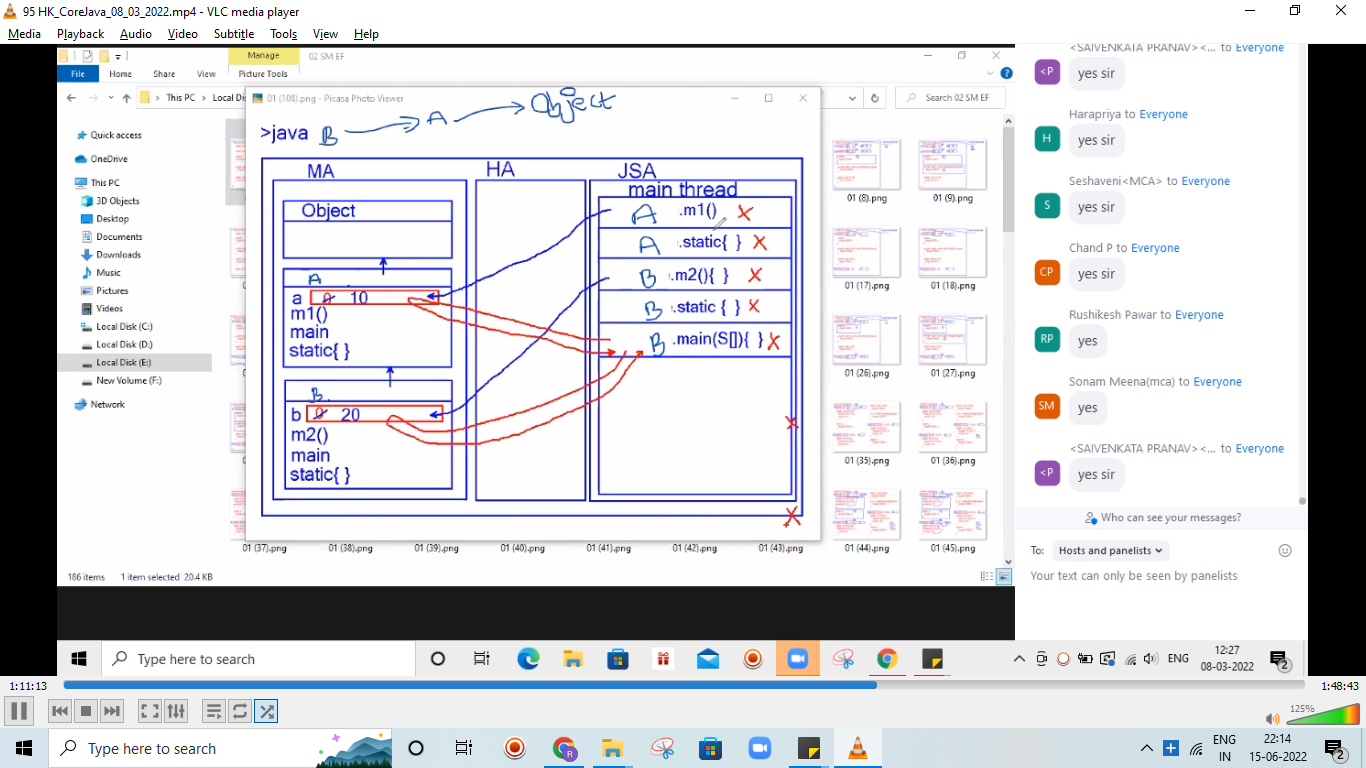 95 HK_CoreJava_08_03_2022.mp4 - VLC media player
Media Playback Audio Video Subtitle Tools View Help
Manage 02 SM EF
File Home Share View Picture Tools
This PC Local Di
Search 02 SM EF
01 (108).png - Picasa Photo Viewer
Quick access
OneDrive
This PC
3D Objects
Desktop
Documents
Downloads
Music
Pictures
Videos
Local Disk (C:)
Local Disk (D:)
Local Disk (E:)
New Volume (F:)
Network
>java B A Object
MA HA JSA
main thread
Object
A .m1() X
A .static{ } X
B .m2(){ } X
B .static { } X
B .main(S[]){ } X
A
a 10
m1()
main
static{ }
B
b 20
m2()
main
static{ }
X
X
01 (8).png 01 (9).png
01 (17).png 01 (18).png
01 (26).png 01 (27).png
01 (35).png 01 (36).png
01 (37).png 01 (38).png 01 (39).png 01 (40).png 01 (41).png 01 (42).png 01 (43).png 01 (44).png 01 (45).png
186 items 1 item selected 20.4 KB
<SAIVENKATA PRANAV> <... to Everyone
<P yes sir
Harapriya to Everyone
H yes sir
Seshaveni<MCA> to Everyone
S yes sir
Chand P to Everyone
CP yes sir
Rushikesh Pawar to Everyone
RP yes
Sonam Meena(mca) to Everyone
SM yes
<SAIVENKATA PRANAV> <... to Everyone
<P yes sir
Who can see your messages?
To: Hosts and panelists
Your text can only be seen by panelists
Type here to search
ENG
12:27
08-03-2022
2
1:11:13 1:48:43
125%
Type here to search
ENG
IN
22:14
15-06-2022
2